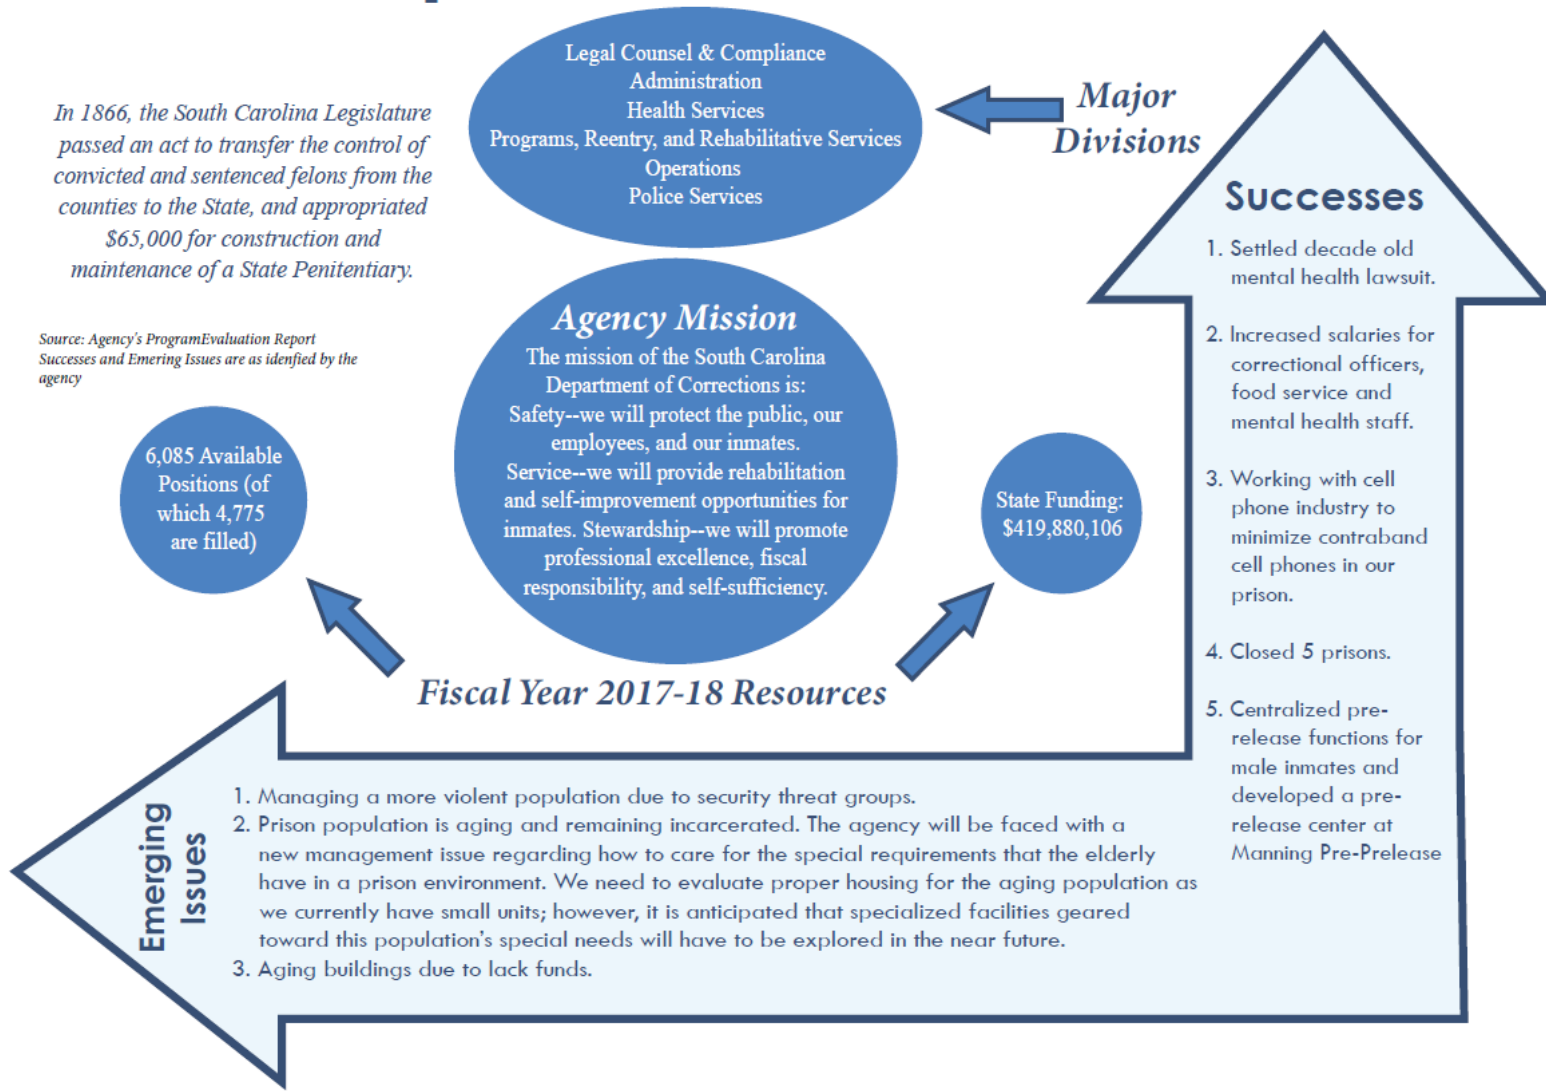 In 1866, the South Carolina Legislature
passed an act to transfer the control of
convicted and sentenced felons from the
counties to the State, and appropriated
$65,000 for construction and
maintenance of a State Penitentiary.
Source: Agency's ProgramEvaluation Report
Successes and Emering Issues are as idenfied by the
agency
Legal Counsel & Compliance
Administration
Health Services
Programs, Reentry, and Rehabilitative Services
Operations
Police Services
Major
Divisions
Agency Mission
The mission of the South Carolina
Department of Corrections is:
Safety--we will protect the public, our
employees, and our inmates.
Service--we will provide rehabilitation
and self-improvement opportunities for
inmates. Stewardship--we will promote
professional excellence, fiscal
responsibility, and self-sufficiency.
6,085 Available
Positions (of
which 4,775
are filled)
State Funding:
$419,880,106
Fiscal Year 2017-18 Resources
Successes
1. Settled decade old
mental health lawsuit.
2. Increased salaries for
correctional officers,
food service and
mental health staff.
3. Working with cell
phone industry to
minimize contraband
cell phones in our
prison.
4. Closed 5 prisons.
5. Centralized pre-
release functions for
male inmates and
developed a pre-
release center at
Manning Pre-Prelease
Emerging
Issues
1. Managing a more violent population due to security threat groups.
2. Prison population is aging and remaining incarcerated. The agency will be faced with a
new management issue regarding how to care for the special requirements that the elderly
have in a prison environment. We need to evaluate proper housing for the aging population as
we currently have small units; however, it is anticipated that specialized facilities geared
toward this population's special needs will have to be explored in the near future.
3. Aging buildings due to lack funds.